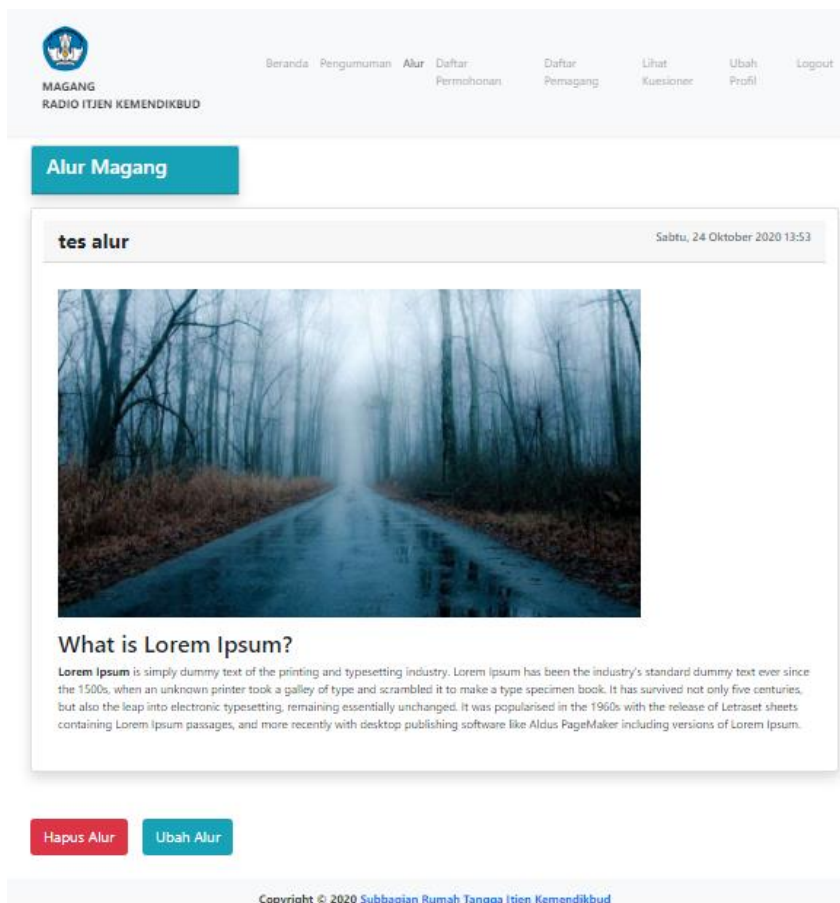 MAGANG
RADIO ITJEN KEMENDIKBUD
Beranda Pengumuman Alur Daftar Permohonan Daftar Pemagang Lihat Kuesioner Ubah Profil Logout
Alur Magang
tes alur
Sabtu, 24 Oktober 2020 13:53
What is Lorem Ipsum?
Lorem Ipsum is simply dummy text of the printing and typesetting industry. Lorem Ipsum has been the industry's standard dummy text ever since
the 1500s, when an unknown printer took a galley of type and scrambled it to make a type specimen book. It has survived not only five centuries,
but also the leap into electronic typesetting, remaining essentially unchanged. It was popularised in the 1960s with the release of Letraset sheets
containing Lorem Ipsum passages, and more recently with desktop publishing software like Aldus PageMaker including versions of Lorem Ipsum.
Hapus Alur
Ubah Alur
Copyright © 2020 Subbagian Rumah Tangga Itjen Kemendikbud